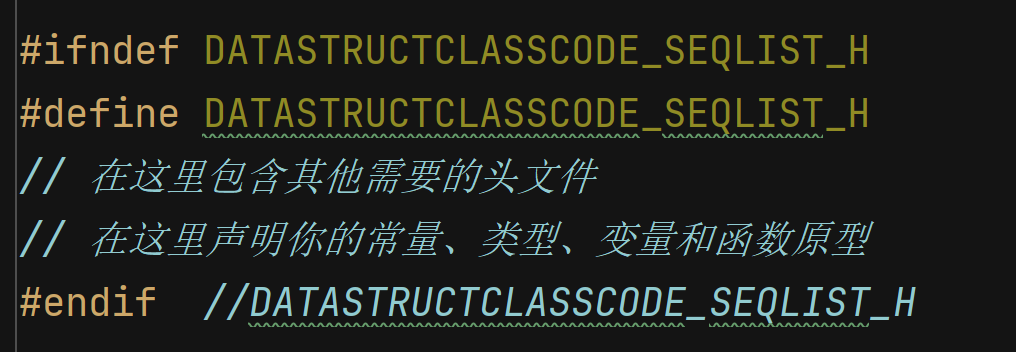 #ifndef DATASTRUCTCLASSCODE_SEQLIST_H
#define DATASTRUCTCLASSCODE_SEQLIST_H
// 在这里包含其他需要的头文件
// 在这里声明你的常量、类型、变量和函数原型
#endif  //DATASTRUCTCLASSCODE_SEQLIST_H